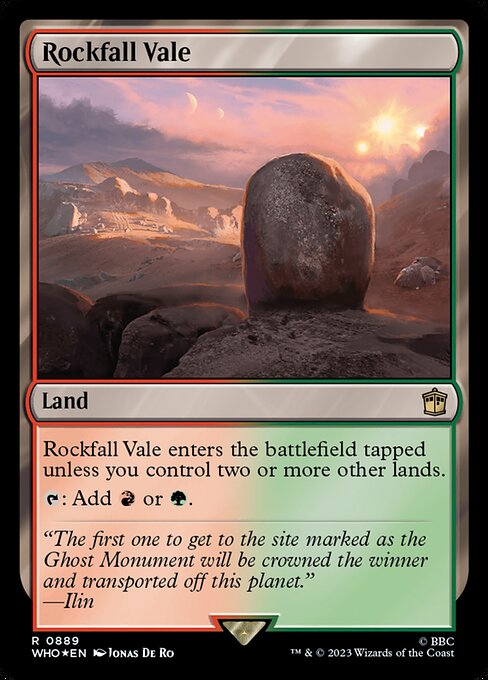 Rockfall Vale
Land
Rockfall Vale enters the battlefield tapped
unless you control two or more other lands.
: Add or .
“The first one to get to the site marked as the
Ghost Monument will be crowned the winner
and transported off this planet.”
—Ilin
R 0889
WHO★EN Jonas De Ro
© BBC
™ & © 2023 Wizards of the Coast